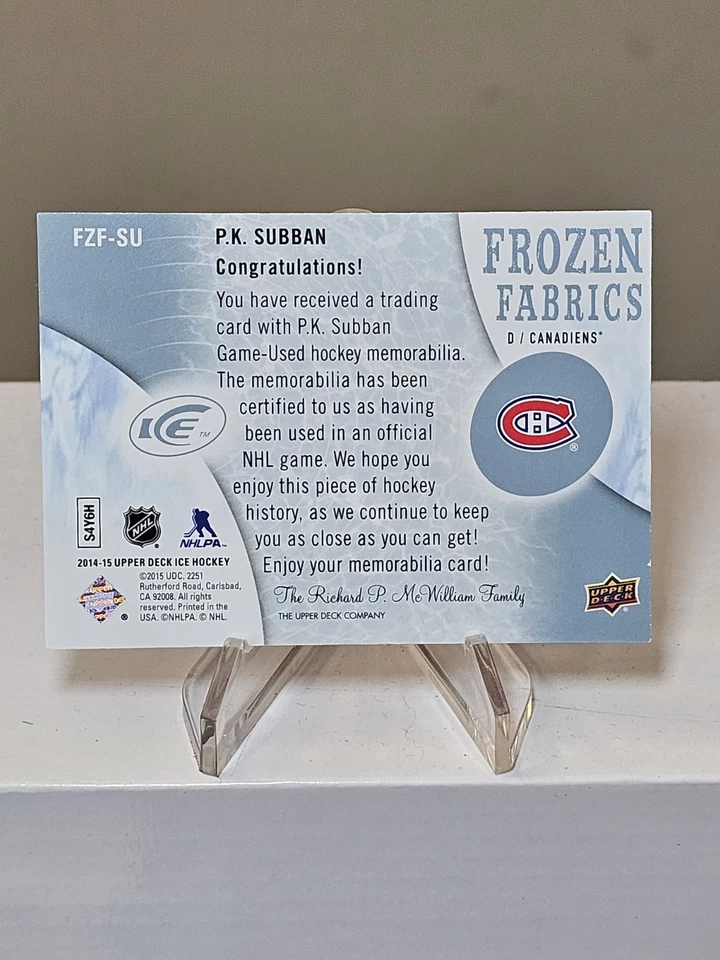 FZF-SU
P.K. SUBBAN
Congratulations!
You have received a trading
card with P.K. Subban
Game-Used hockey memorabilia.
The memorabilia has been
certified to us as having
been used in an official
NHL game. We hope you
enjoy this piece of hockey
history, as we continue to keep
you as close as you can get!
Enjoy your memorabilia card!
The Richard P. McWilliam Family
THE UPPER DECK COMPANY
FROZEN
FABRICS
D / CANADIENS®
CH
®
ICE TM
S4Y6H
NHL
NHLPA
2014-15 UPPER DECK ICE HOCKEY
©2015 UDC, 2251
Rutherford Road, Carlsbad,
CA 92008. All rights
reserved. Printed in the
USA. ©NHLPA. © NHL.
®
UPPER
D·E·C·K